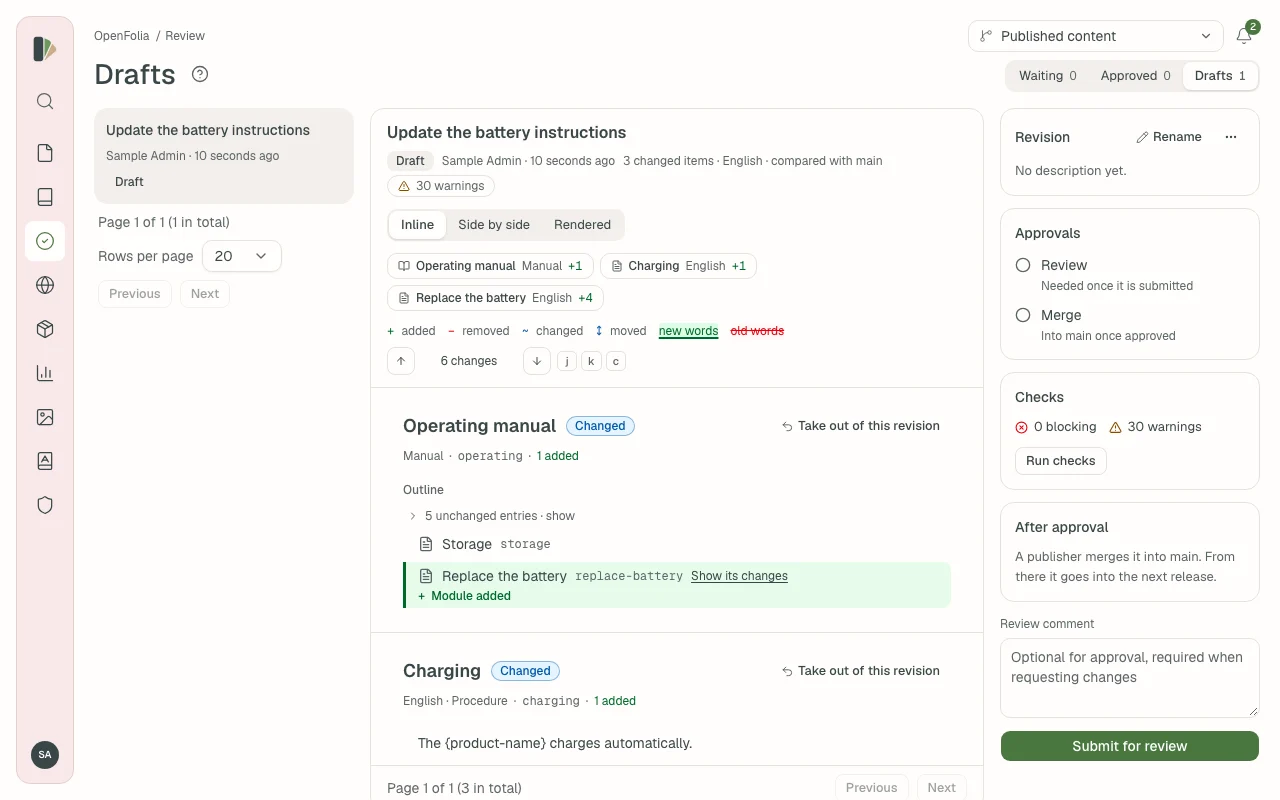 OpenFolia / Review
Published content
2
Drafts
Waiting 0 Approved 0 Drafts 1
Update the battery instructions
Sample Admin · 10 seconds ago
Draft
Page 1 of 1 (1 in total)
Rows per page 20
Previous Next
Update the battery instructions
Draft Sample Admin · 10 seconds ago 3 changed items · English · compared with main
30 warnings
Inline Side by side Rendered
Operating manual Manual +1 Charging English +1
Replace the battery English +4
+ added − removed ~ changed ↕ moved new words old words
↑ 6 changes ↓ j k c
Operating manual Changed Take out of this revision
Manual · operating · 1 added
Outline
5 unchanged entries · show
Storage storage
Replace the battery replace-battery Show its changes
+ Module added
Charging Changed Take out of this revision
English · Procedure · charging · 1 added
The {product-name} charges automatically.
Page 1 of 1 (3 in total) Previous Next
Revision Rename ···
No description yet.
Approvals
Review
Needed once it is submitted
Merge
Into main once approved
Checks
0 blocking 30 warnings
Run checks
After approval
A publisher merges it into main. From
there it goes into the next release.
Review comment
Optional for approval, required when
requesting changes
Submit for review
SA